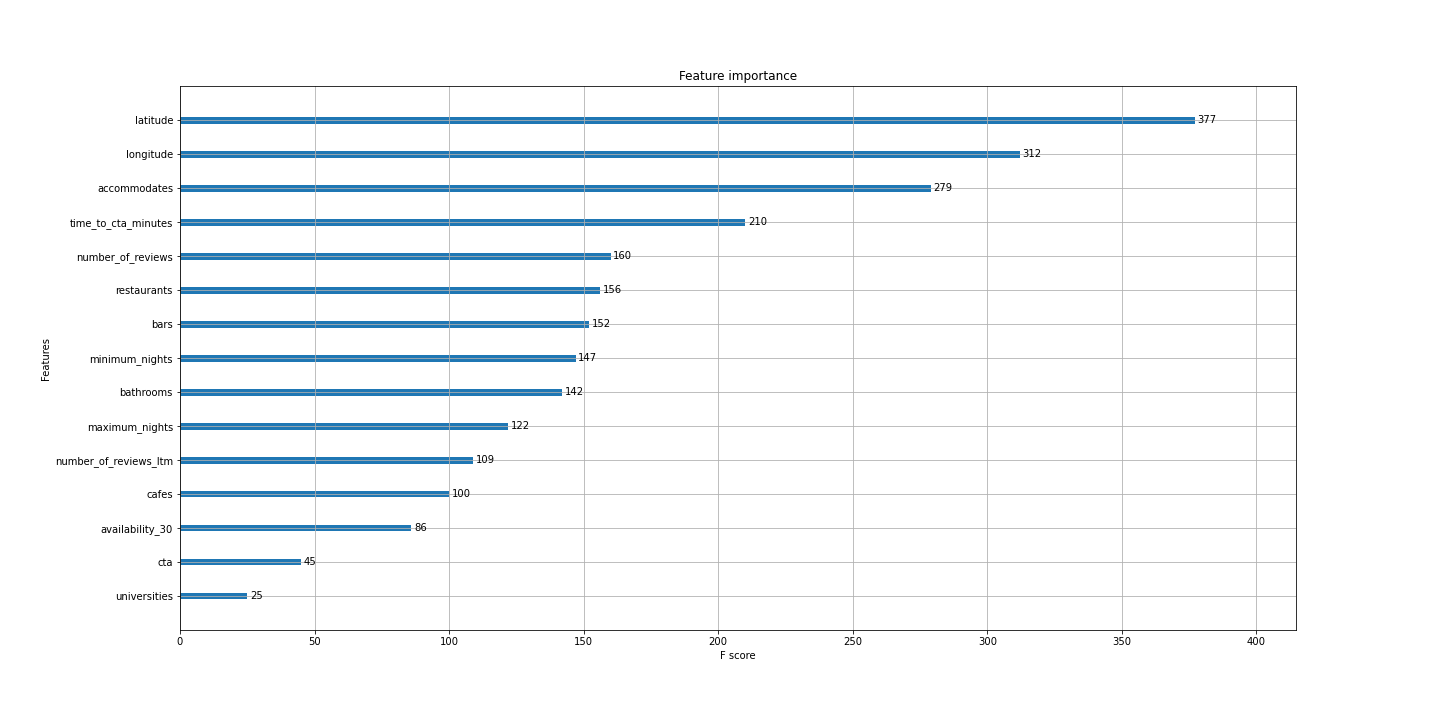 Feature importance
Features
latitude 377
longitude 312
accommodates 279
time_to_cta_minutes 210
number_of_reviews 160
restaurants 156
bars 152
minimum_nights 147
bathrooms 142
maximum_nights 122
number_of_reviews_ltm 109
cafes 100
availability_30 86
cta 45
universities 25
0 50 100 150 200 250 300 350 400
F score